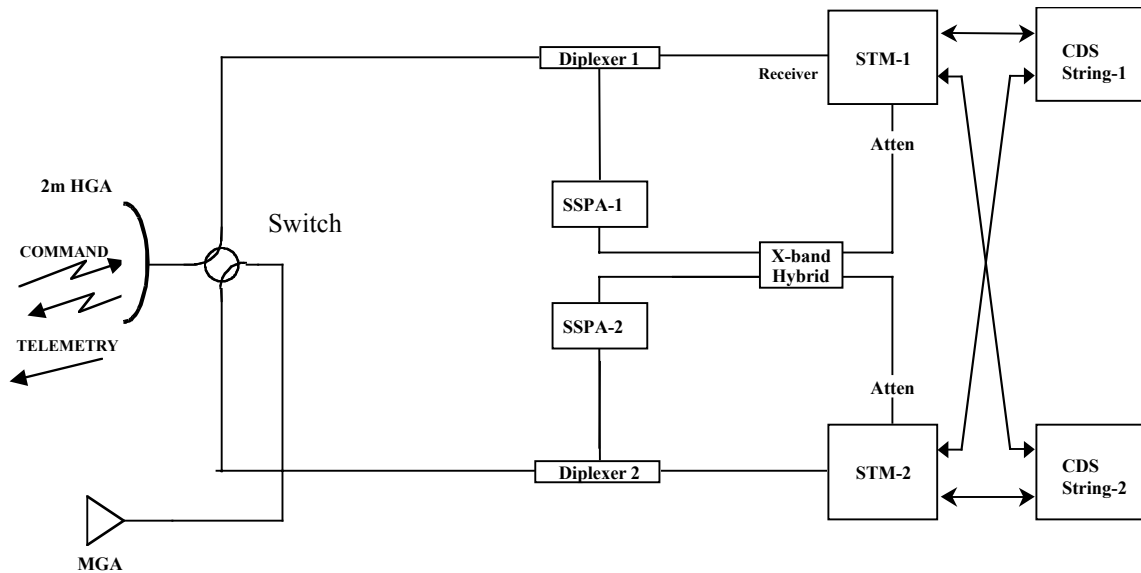 Diplexer 1
Receiver
STM-1
CDS
String-1
Atten
2m HGA
SSPA-1
Switch
COMMAND
X-band
Hybrid
SSPA-2
TELEMETRY
Atten
Diplexer 2
STM-2
CDS
String-2
MGA